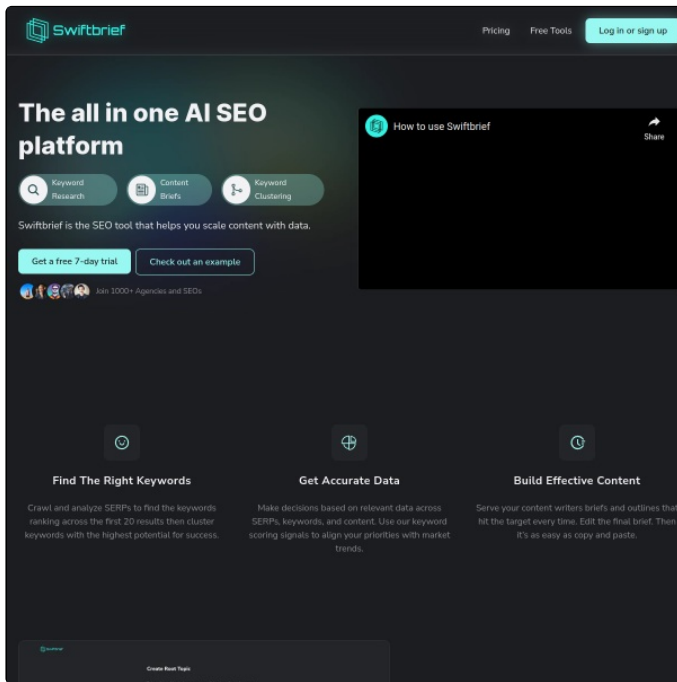 Swiftbrief
Pricing
Free Tools
Log in or sign up
The all in one AI SEO
platform
Keyword
Research
Content
Briefs
Keyword
Clustering
Swiftbrief is the SEO tool that helps you scale content with data.
Get a free 7-day trial
Check out an example
Join 1000+ Agencies and SEOs
How to use Swiftbrief
Share
Find The Right Keywords
Crawl and analyze SERPs to find the keywords
ranking across the first 20 results then cluster
keywords with the highest potential for success.
Get Accurate Data
Make decisions based on relevant data across
SERPs, keywords, and content. Use our keyword
scoring signals to align your priorities with market
trends.
Build Effective Content
Serve your content writers briefs and outlines that
hit the target every time. Edit the final brief. Then
it's as easy as copy and paste.
Swiftbrief
Create Root Topic